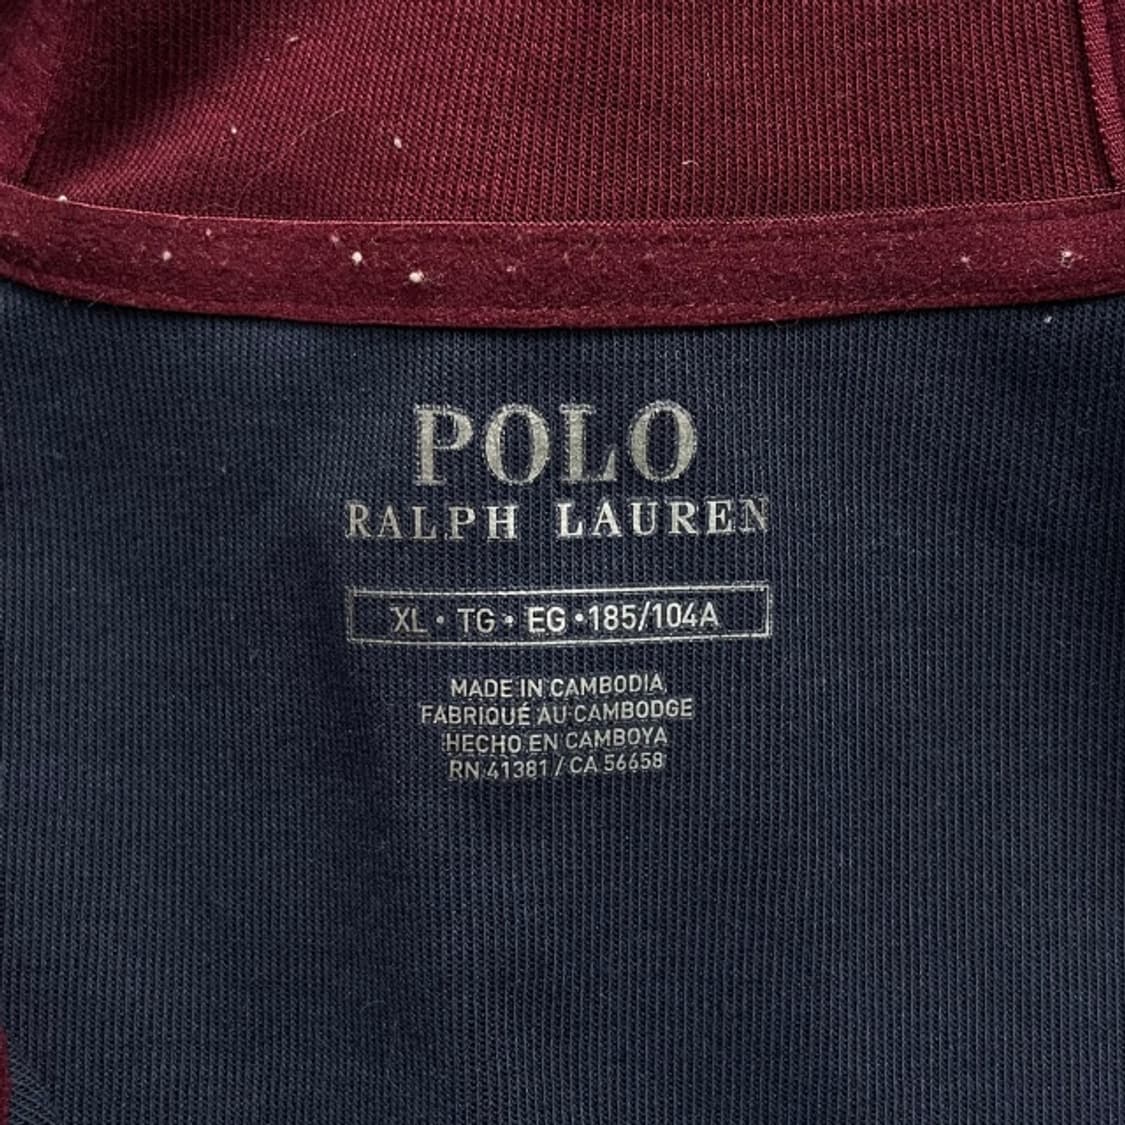 POLO
RALPH LAUREN
XL • TG • EG • 185/104A
MADE IN CAMBODIA
FABRIQUÉ AU CAMBODGE
HECHO EN CAMBOYA
RN 41381 / CA 56658